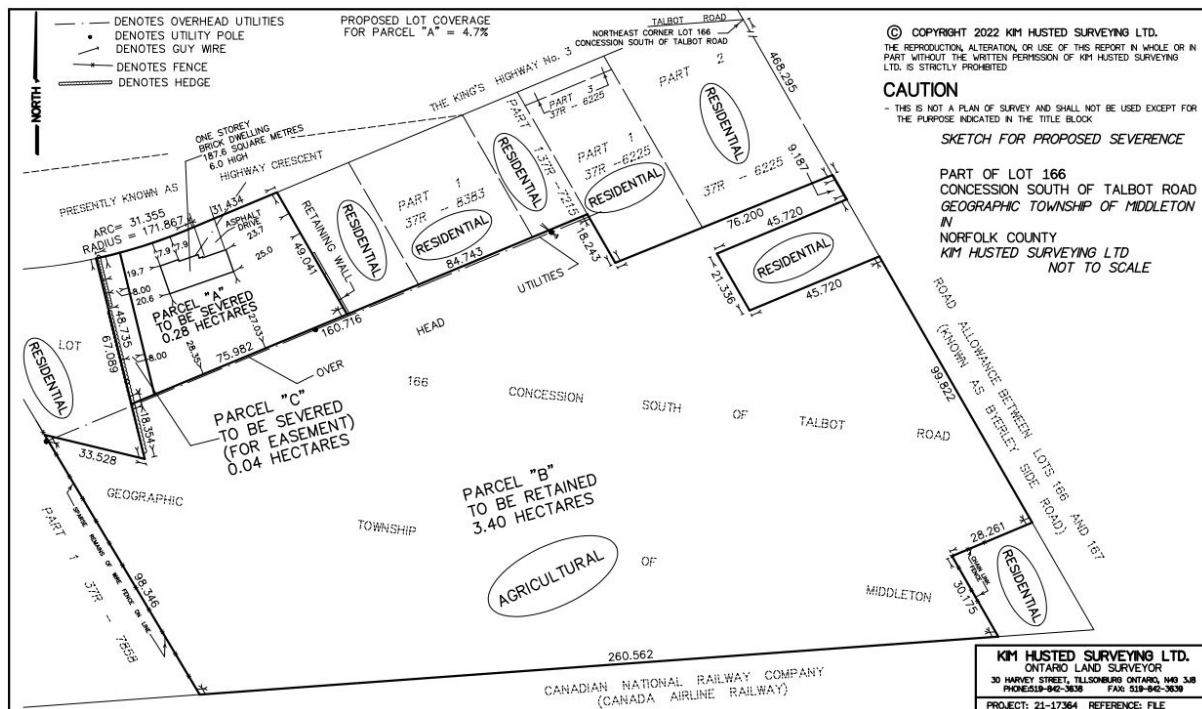 DENOTES OVERHEAD UTILITIES
DENOTES UTILITY POLE
DENOTES GUY WIRE
DENOTES FENCE
DENOTES HEDGE
NORTH
PROPOSED LOT COVERAGE
FOR PARCEL "A" = 4.7%
TALBOT ROAD
NORTHEAST CORNER LOT 166
CONCESSION SOUTH OF TALBOT ROAD
© COPYRIGHT 2022 KIM HUSTED SURVEYING LTD.
THE REPRODUCTION, ALTERATION, OR USE OF THIS REPORT IN WHOLE OR IN
PART WITHOUT THE WRITTEN PERMISSION OF KIM HUSTED SURVEYING
LTD. IS STRICTLY PROHIBITED
CAUTION
- THIS IS NOT A PLAN OF SURVEY AND SHALL NOT BE USED EXCEPT FOR
THE PURPOSE INDICATED IN THE TITLE BLOCK
SKETCH FOR PROPOSED SEVERENCE
PART OF LOT 166
CONCESSION SOUTH OF TALBOT ROAD
GEOGRAPHIC TOWNSHIP OF MIDDLETON
IN
NORFOLK COUNTY
KIM HUSTED SURVEYING LTD
NOT TO SCALE
468.295
THE KING'S HIGHWAY No. 3
PART 2
37R - 6225
RESIDENTIAL
PART 3
37R - 6225
PART 1
37R-6225
RESIDENTIAL
PART 1 37R-7215
RESIDENTIAL
PART 1
37R - 8383
RESIDENTIAL
RESIDENTIAL
ONE STOREY
BRICK DWELLING
187.6 SQUARE METRES
6.0 HIGH
PRESENTLY KNOWN AS HIGHWAY CRESCENT
ARC= 31.355
RADIUS = 171.867
31.434
ASPHALT
DRIVE
7.9
7.9
23.7
25.0
19.7
8.00
20.6
RETAINING WALL
49.041
PARCEL "A"
TO BE SEVERED
0.28 HECTARES
48.735
67.089
8.00
28.35
27.03
75.982
160.716
84.743
18.243
UTILITIES
OVER
HEAD
9.187
76.200
45.720
RESIDENTIAL
21.336
45.720
LOT
RESIDENTIAL
18.354
33.528
PARCEL "C"
TO BE SEVERED
(FOR EASEMENT)
0.04 HECTARES
166 CONCESSION SOUTH OF TALBOT ROAD
99.822
ROAD ALLOWANCE BETWEEN LOTS 166 AND 167
(KNOWN AS BYERLEY SIDE ROAD)
PARCEL "B"
TO BE RETAINED
3.40 HECTARES
GEOGRAPHIC TOWNSHIP OF MIDDLETON
AGRICULTURAL
PART 1 37R - 7858
SPARSE REMAINS OF WIRE FENCE ON LINE
98.346
28.261
CHAIN LINK
FENCE
30.175
RESIDENTIAL
260.562
CANADIAN NATIONAL RAILWAY COMPANY
(CANADA AIRLINE RAILWAY)
KIM HUSTED SURVEYING LTD.
ONTARIO LAND SURVEYOR
30 HARVEY STREET, TILLSONBURG ONTARIO, N4G 3J8
PHONE:519-842-3638 FAX: 519-842-3639
PROJECT: 21-17364 REFERENCE: FILE